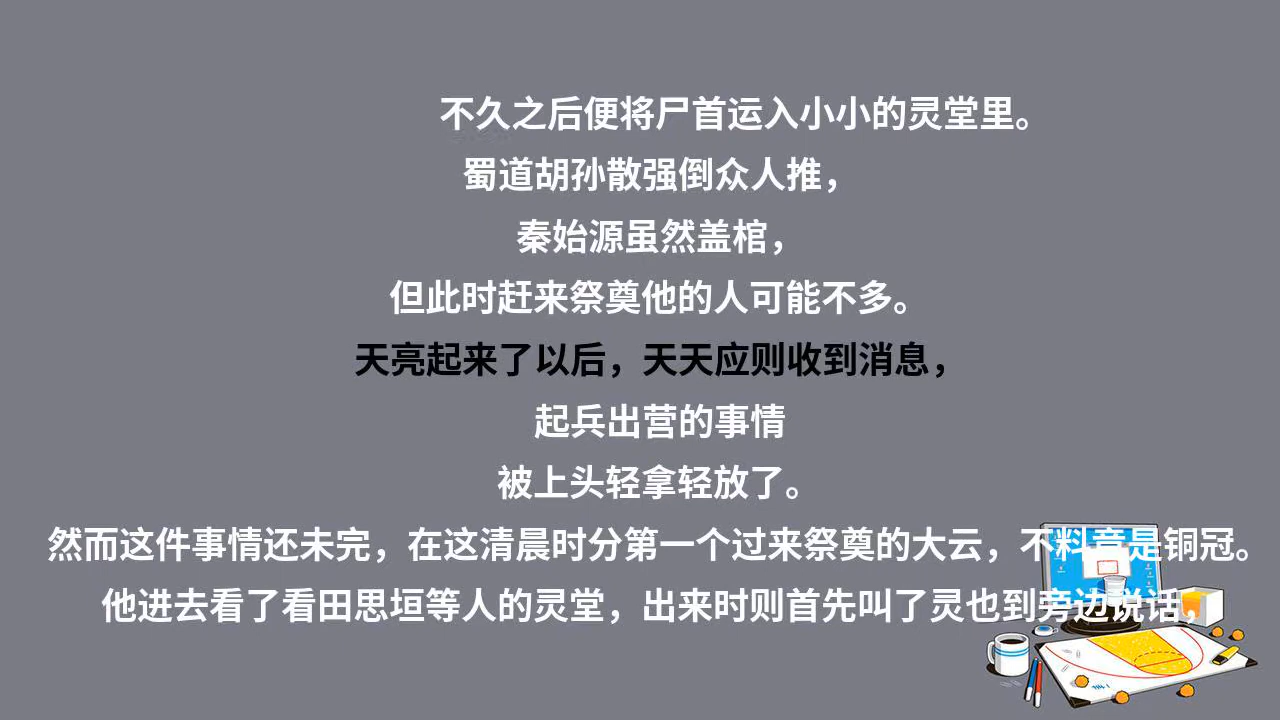 不久之后便将尸首运入小小的灵堂里。
蜀道胡孙散强倒众人推，
秦始源虽然盖棺，
但此时赶来祭奠他的人可能不多。
天亮起来了以后，天天应则收到消息，
起兵出营的事情
被上头轻拿轻放了。
然而这件事情还未完，在这清晨时分第一个过来祭奠的大云，不料竟是铜冠。
他进去看了看田思垣等人的灵堂，出来时则首先叫了灵也到旁边说话，